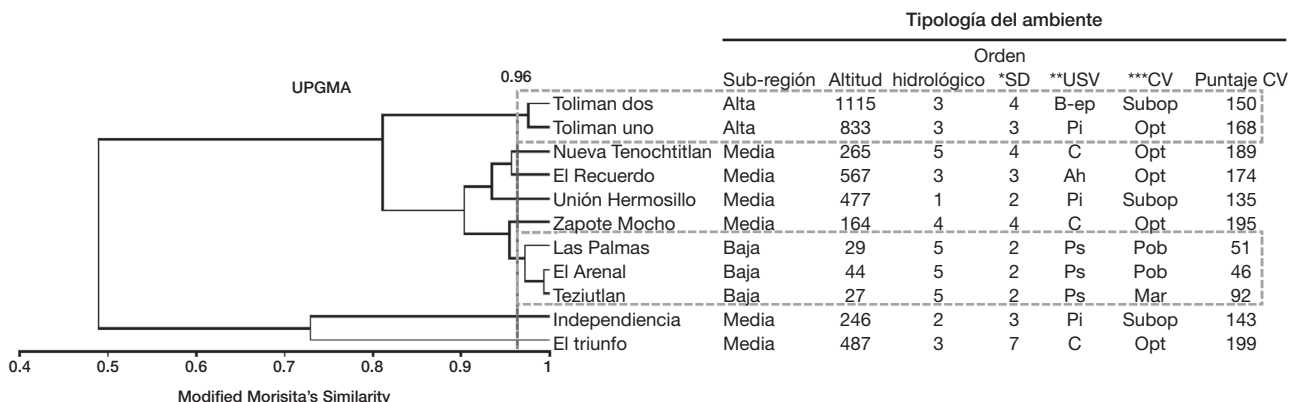 Tipología del ambiente
Orden
UPGMA 0.96 Sub-región Altitud hidrológico *SD **USV ***CV Puntaje CV
Toliman dos Alta 1115 3 4 B-ep Subop 150
Toliman uno Alta 833 3 3 Pi Opt 168
Nueva Tenochtitlan Media 265 5 4 C Opt 189
El Recuerdo Media 567 3 3 Ah Opt 174
Unión Hermosillo Media 477 1 2 Pi Subop 135
Zapote Mocho Media 164 4 4 C Opt 195
Las Palmas Baja 29 5 2 Ps Pob 51
El Arenal Baja 44 5 2 Ps Pob 46
Teziutlan Baja 27 5 2 Ps Mar 92
Independiencia Media 246 2 3 Pi Subop 143
El triunfo Media 487 3 7 C Opt 199
0.4 0.5 0.6 0.7 0.8 0.9 1
Modified Morisita's Similarity